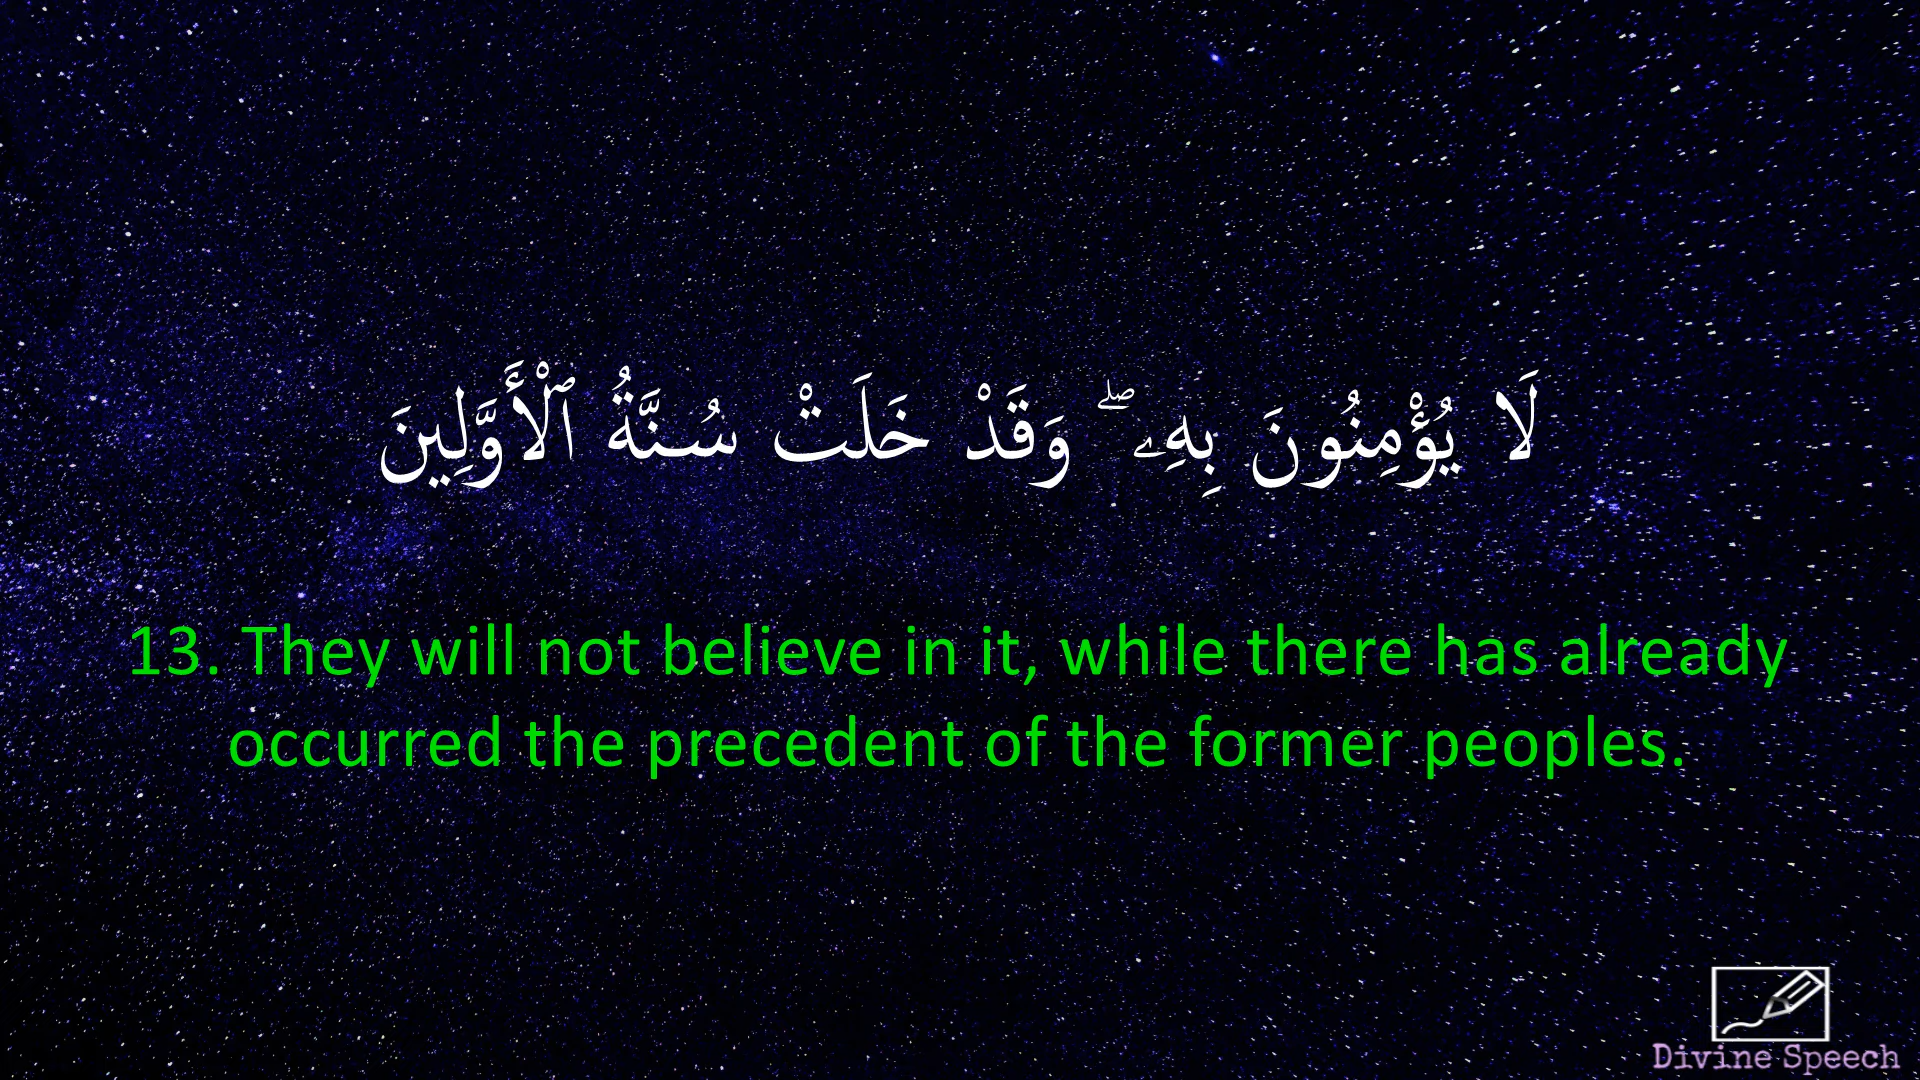 لَا يُؤْمِنُونَ بِهِۦ ۖ وَقَدْ خَلَتْ سُنَّةُ ٱلْأَوَّلِينَ
13. They will not believe in it, while there has already
occurred the precedent of the former peoples.
Divine Speech